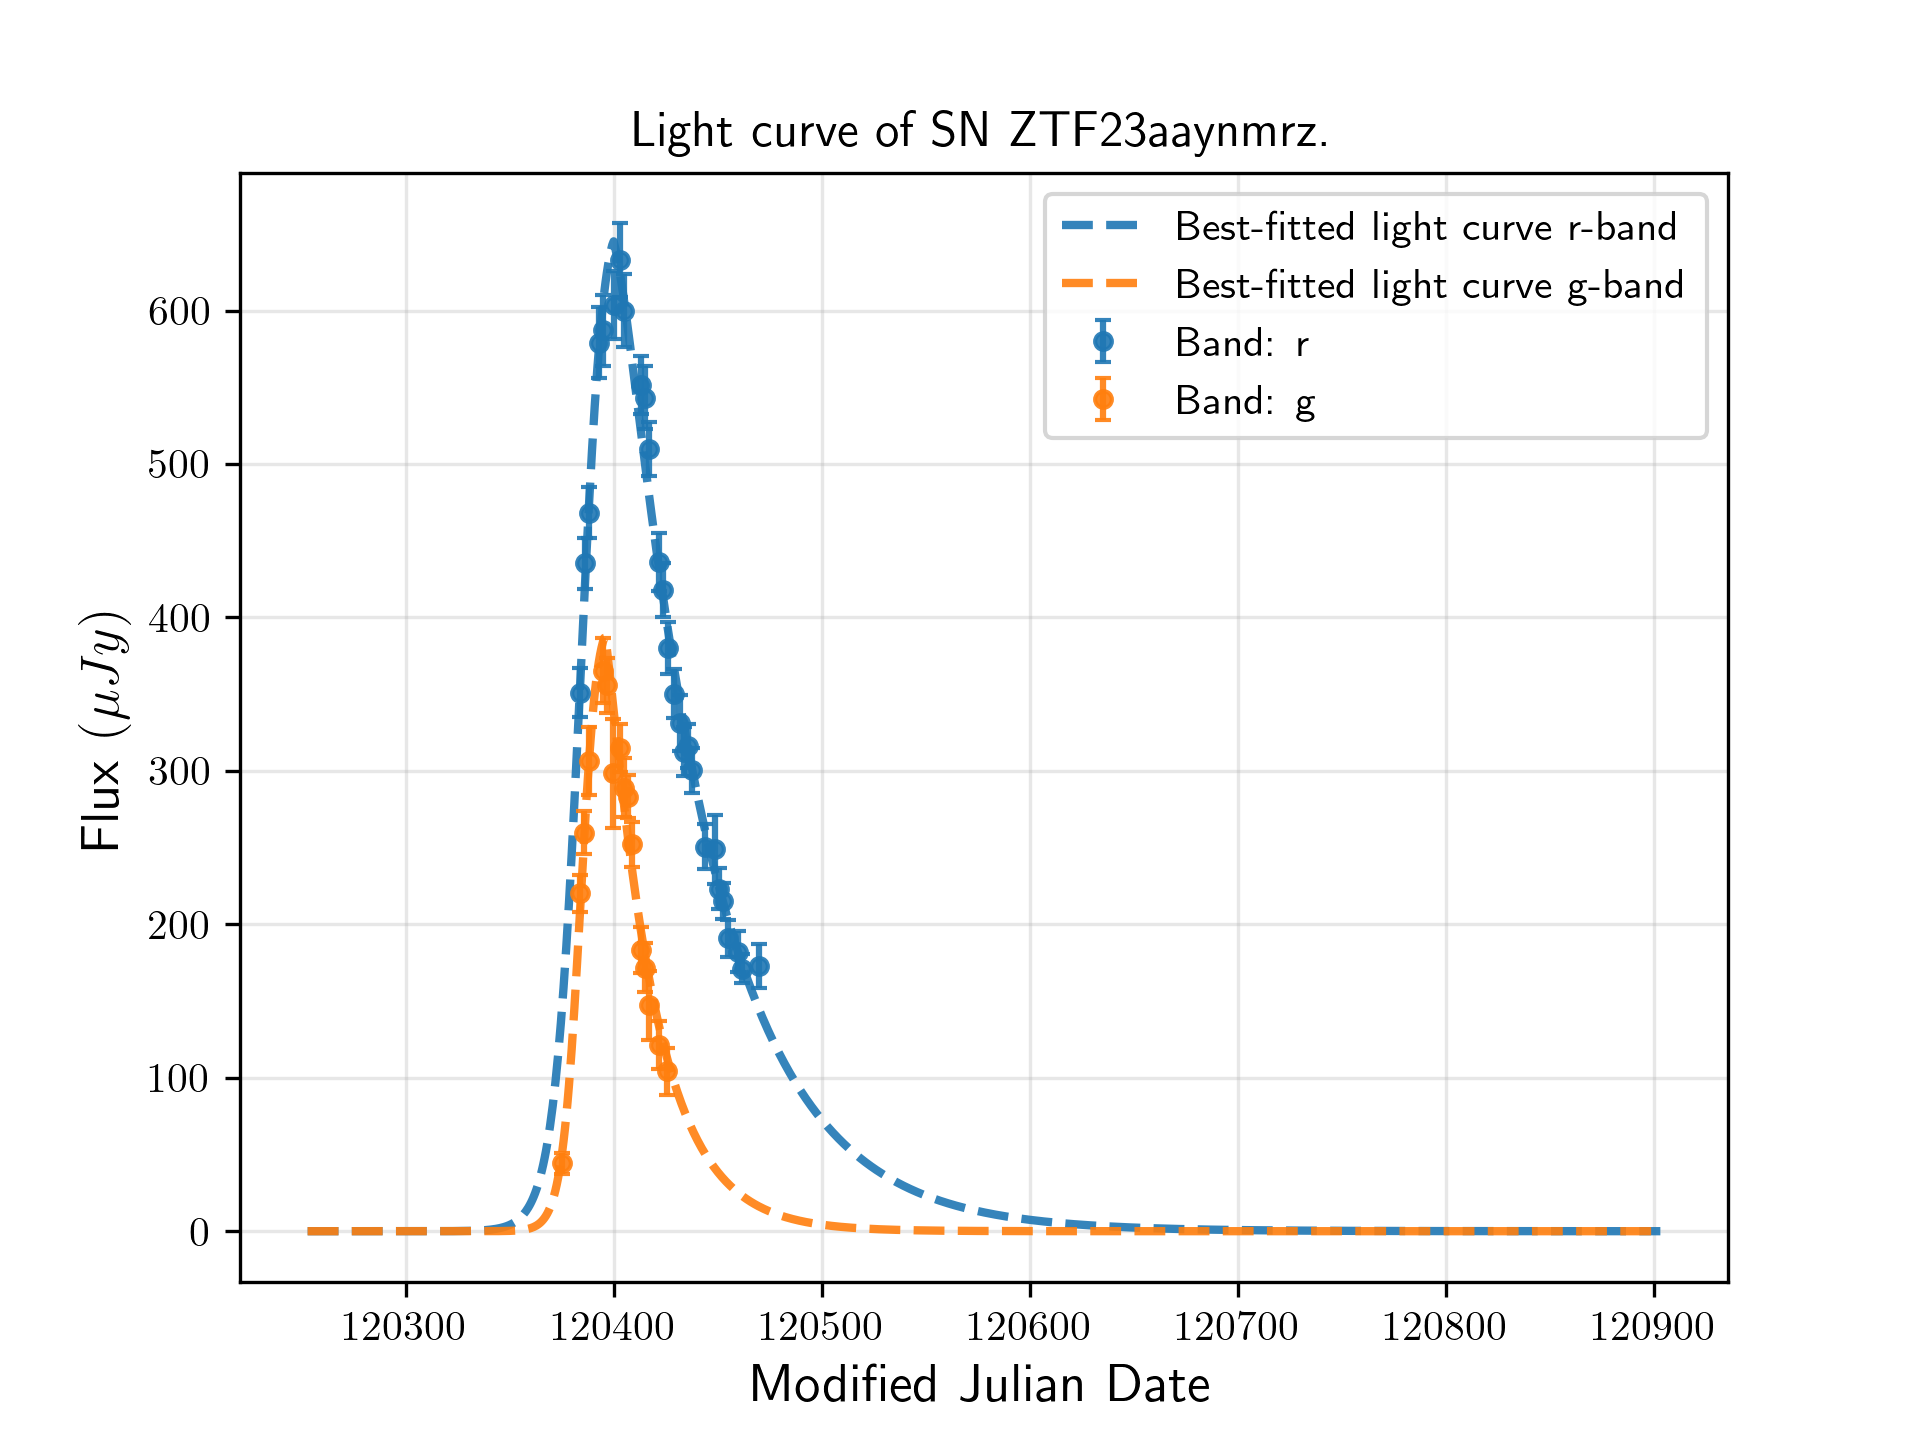 Light curve of SN ZTF23aaynmrz.
Best-fitted light curve r-band
Best-fitted light curve g-band
Band: r
Band: g
Flux (μJy)
600
500
400
300
200
100
0
120300 120400 120500 120600 120700 120800 120900
Modified Julian Date